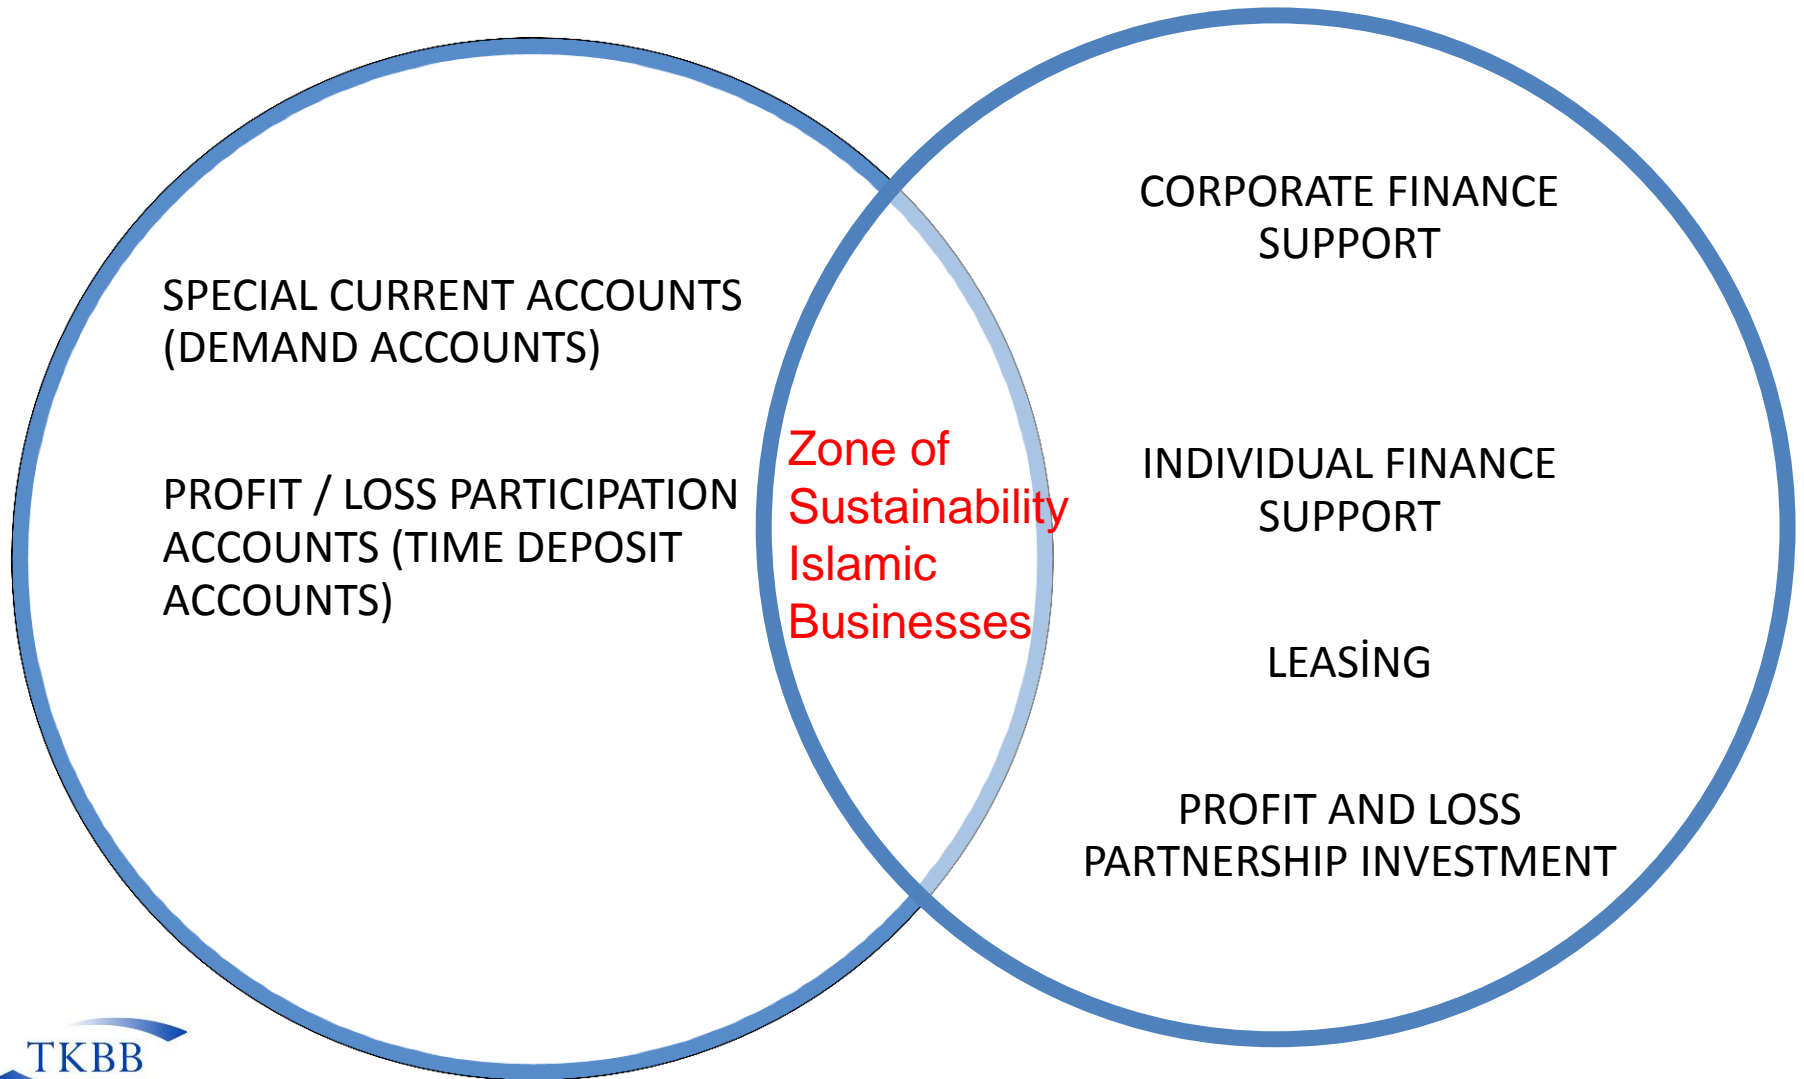 SPECIAL CURRENT ACCOUNTS
(DEMAND ACCOUNTS)
PROFIT / LOSS PARTICIPATION
ACCOUNTS (TIME DEPOSIT
ACCOUNTS)
Zone of
Sustainability
Islamic
Businesses
CORPORATE FINANCE
SUPPORT
INDIVIDUAL FINANCE
SUPPORT
LEASİNG
PROFIT AND LOSS
PARTNERSHIP INVESTMENT
TKBB